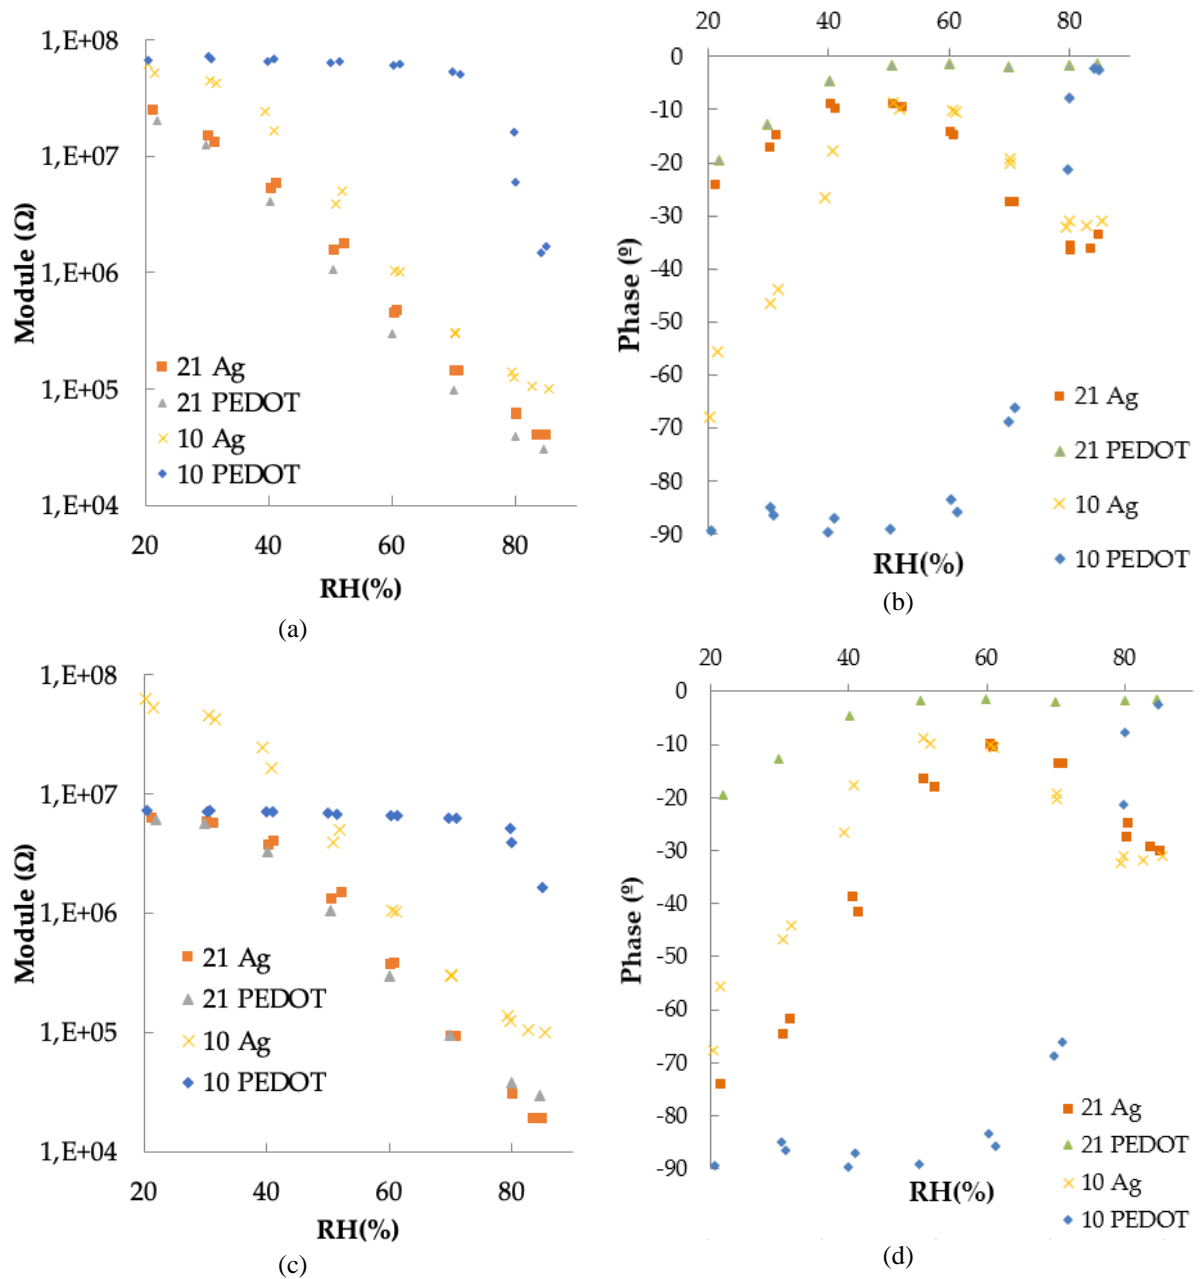 1,E+08
1,E+07
1,E+06
1,E+05
1,E+04
Module (Ω)
21 Ag
21 PEDOT
10 Ag
10 PEDOT
20 40 60 80
RH(%)
(a)
20 40 60 80
0
-10
-20
-30
-40
-50
-60
-70
-80
-90
Phase (º)
21 Ag
21 PEDOT
10 Ag
10 PEDOT
RH(%)
(b)
1,E+08
1,E+07
1,E+06
1,E+05
1,E+04
Module (Ω)
21 Ag
21 PEDOT
10 Ag
10 PEDOT
20 40 60 80
RH(%)
(c)
20 40 60 80
0
-10
-20
-30
-40
-50
-60
-70
-80
-90
Phase (º)
21 Ag
21 PEDOT
10 Ag
10 PEDOT
RH(%)
(d)